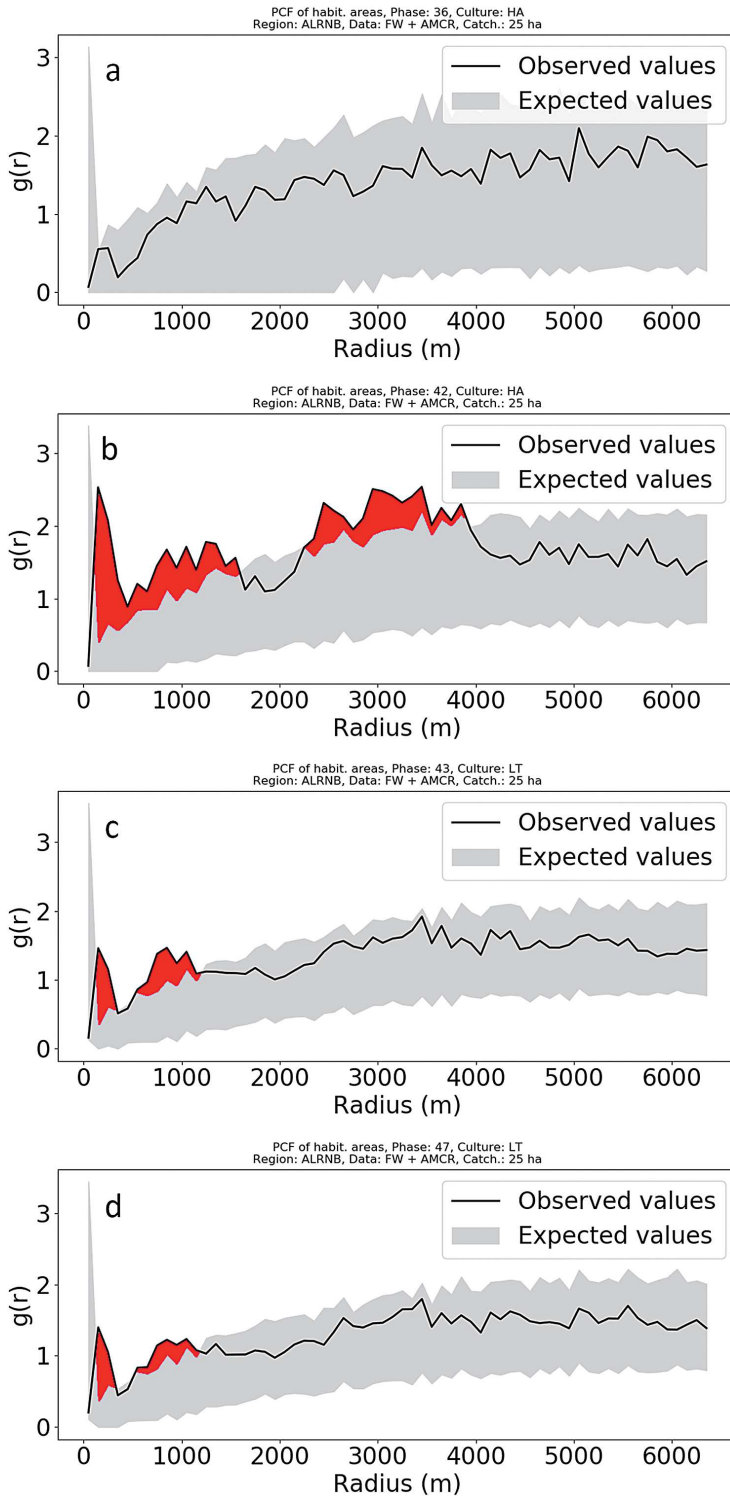 PCF of habit. areas, Phase: 36, Culture: HA
Region: ALRNB, Data: FW + AMCR, Catch.: 25 ha
a
Observed values
Expected values
g(r)
3
2
1
0
0 1000 2000 3000 4000 5000 6000
Radius (m)
PCF of habit. areas, Phase: 42, Culture: HA
Region: ALRNB, Data: FW + AMCR, Catch.: 25 ha
b
Observed values
Expected values
g(r)
3
2
1
0
0 1000 2000 3000 4000 5000 6000
Radius (m)
PCF of habit. areas, Phase: 43, Culture: LT
Region: ALRNB, Data: FW + AMCR, Catch.: 25 ha
c
Observed values
Expected values
g(r)
3
2
1
0
0 1000 2000 3000 4000 5000 6000
Radius (m)
PCF of habit. areas, Phase: 47, Culture: LT
Region: ALRNB, Data: FW + AMCR, Catch.: 25 ha
d
Observed values
Expected values
g(r)
3
2
1
0
0 1000 2000 3000 4000 5000 6000
Radius (m)